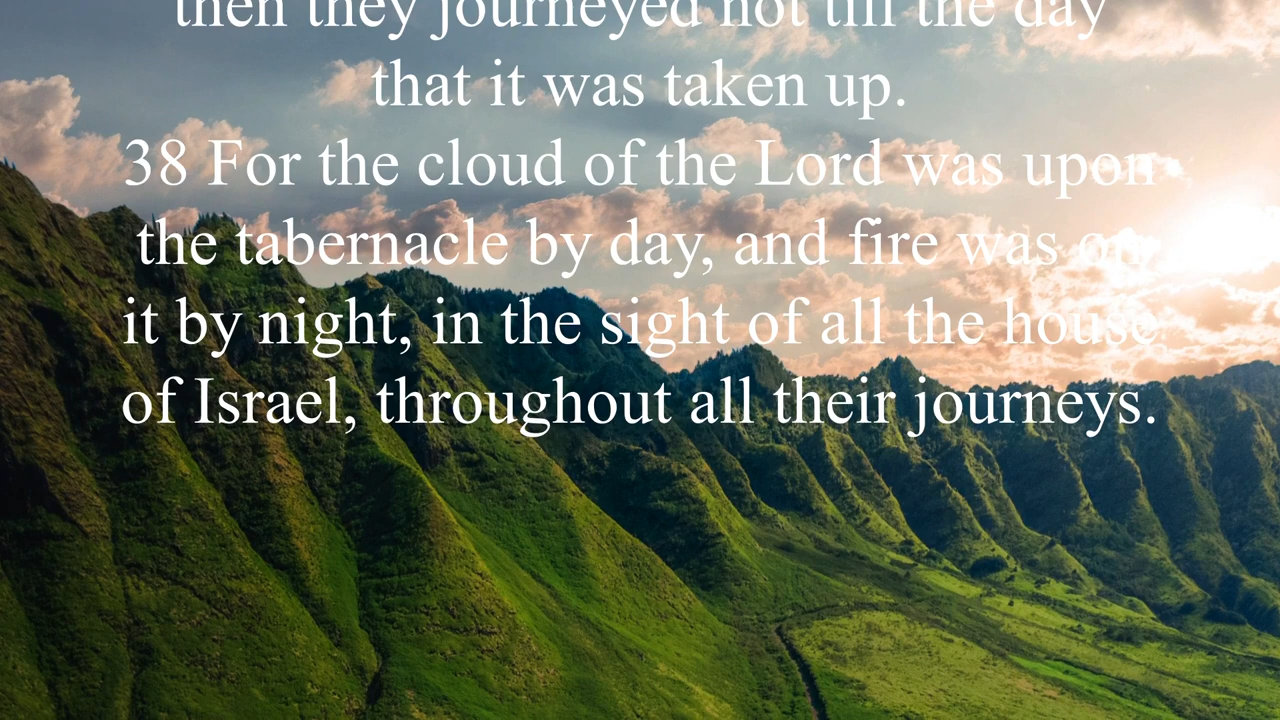 then they journeyed not till the day
that it was taken up.
38 For the cloud of the Lord was upon
the tabernacle by day, and fire was on
it by night, in the sight of all the house
of Israel, throughout all their journeys.